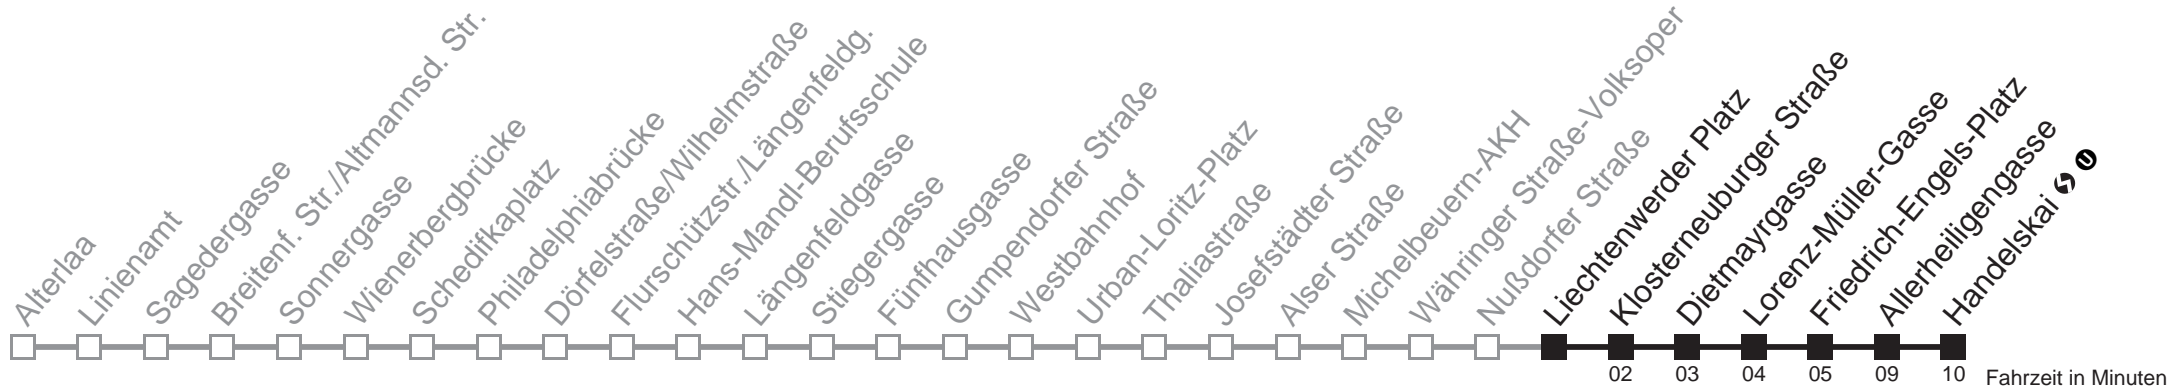 Alterlaa
Linienamt
Sagedergasse
Breitenf. Str./Altmannsd. Str.
Sonnergasse
Wienerbergbrücke
Schedifkaplatz
Philadelphiabrücke
Dörfelstraße/Wilhelmstraße
Flurschützstr./Längenfeldg.
Hans-Mandl-Berufsschule
Längenfeldgasse
Stiegergasse
Fünfhausgasse
Gumpendorfer Straße
Westbahnhof
Urban-Loritz-Platz
Thaliastraße
Josefstädter Straße
Alser Straße
Michelbeuern-AKH
Währinger Straße-Volksoper
Nußdorfer Straße
Liechtenwerder Platz
Klosterneuburger Straße
Dietmayrgasse
Lorenz-Müller-Gasse
Friedrich-Engels-Platz
Allerheiligengasse
Handelskai S U
02 03 04 05 09 10 Fahrzeit in Minuten